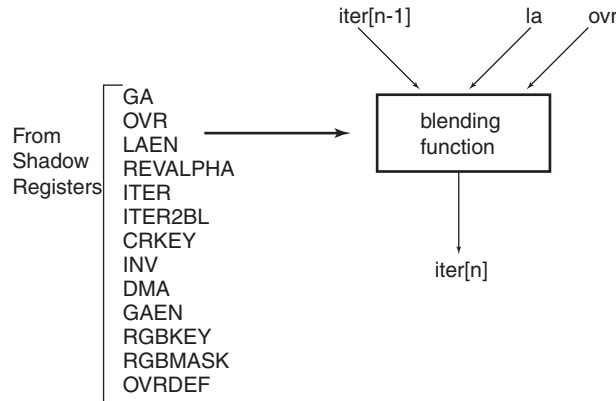 iter[n-1]
la
ovr
blending
function
iter[n]
From
Shadow
Registers
GA
OVR
LAEN
REVALPHA
ITER
ITER2BL
CRKEY
INV
DMA
GAEN
RGBKEY
RGBMASK
OVRDEF